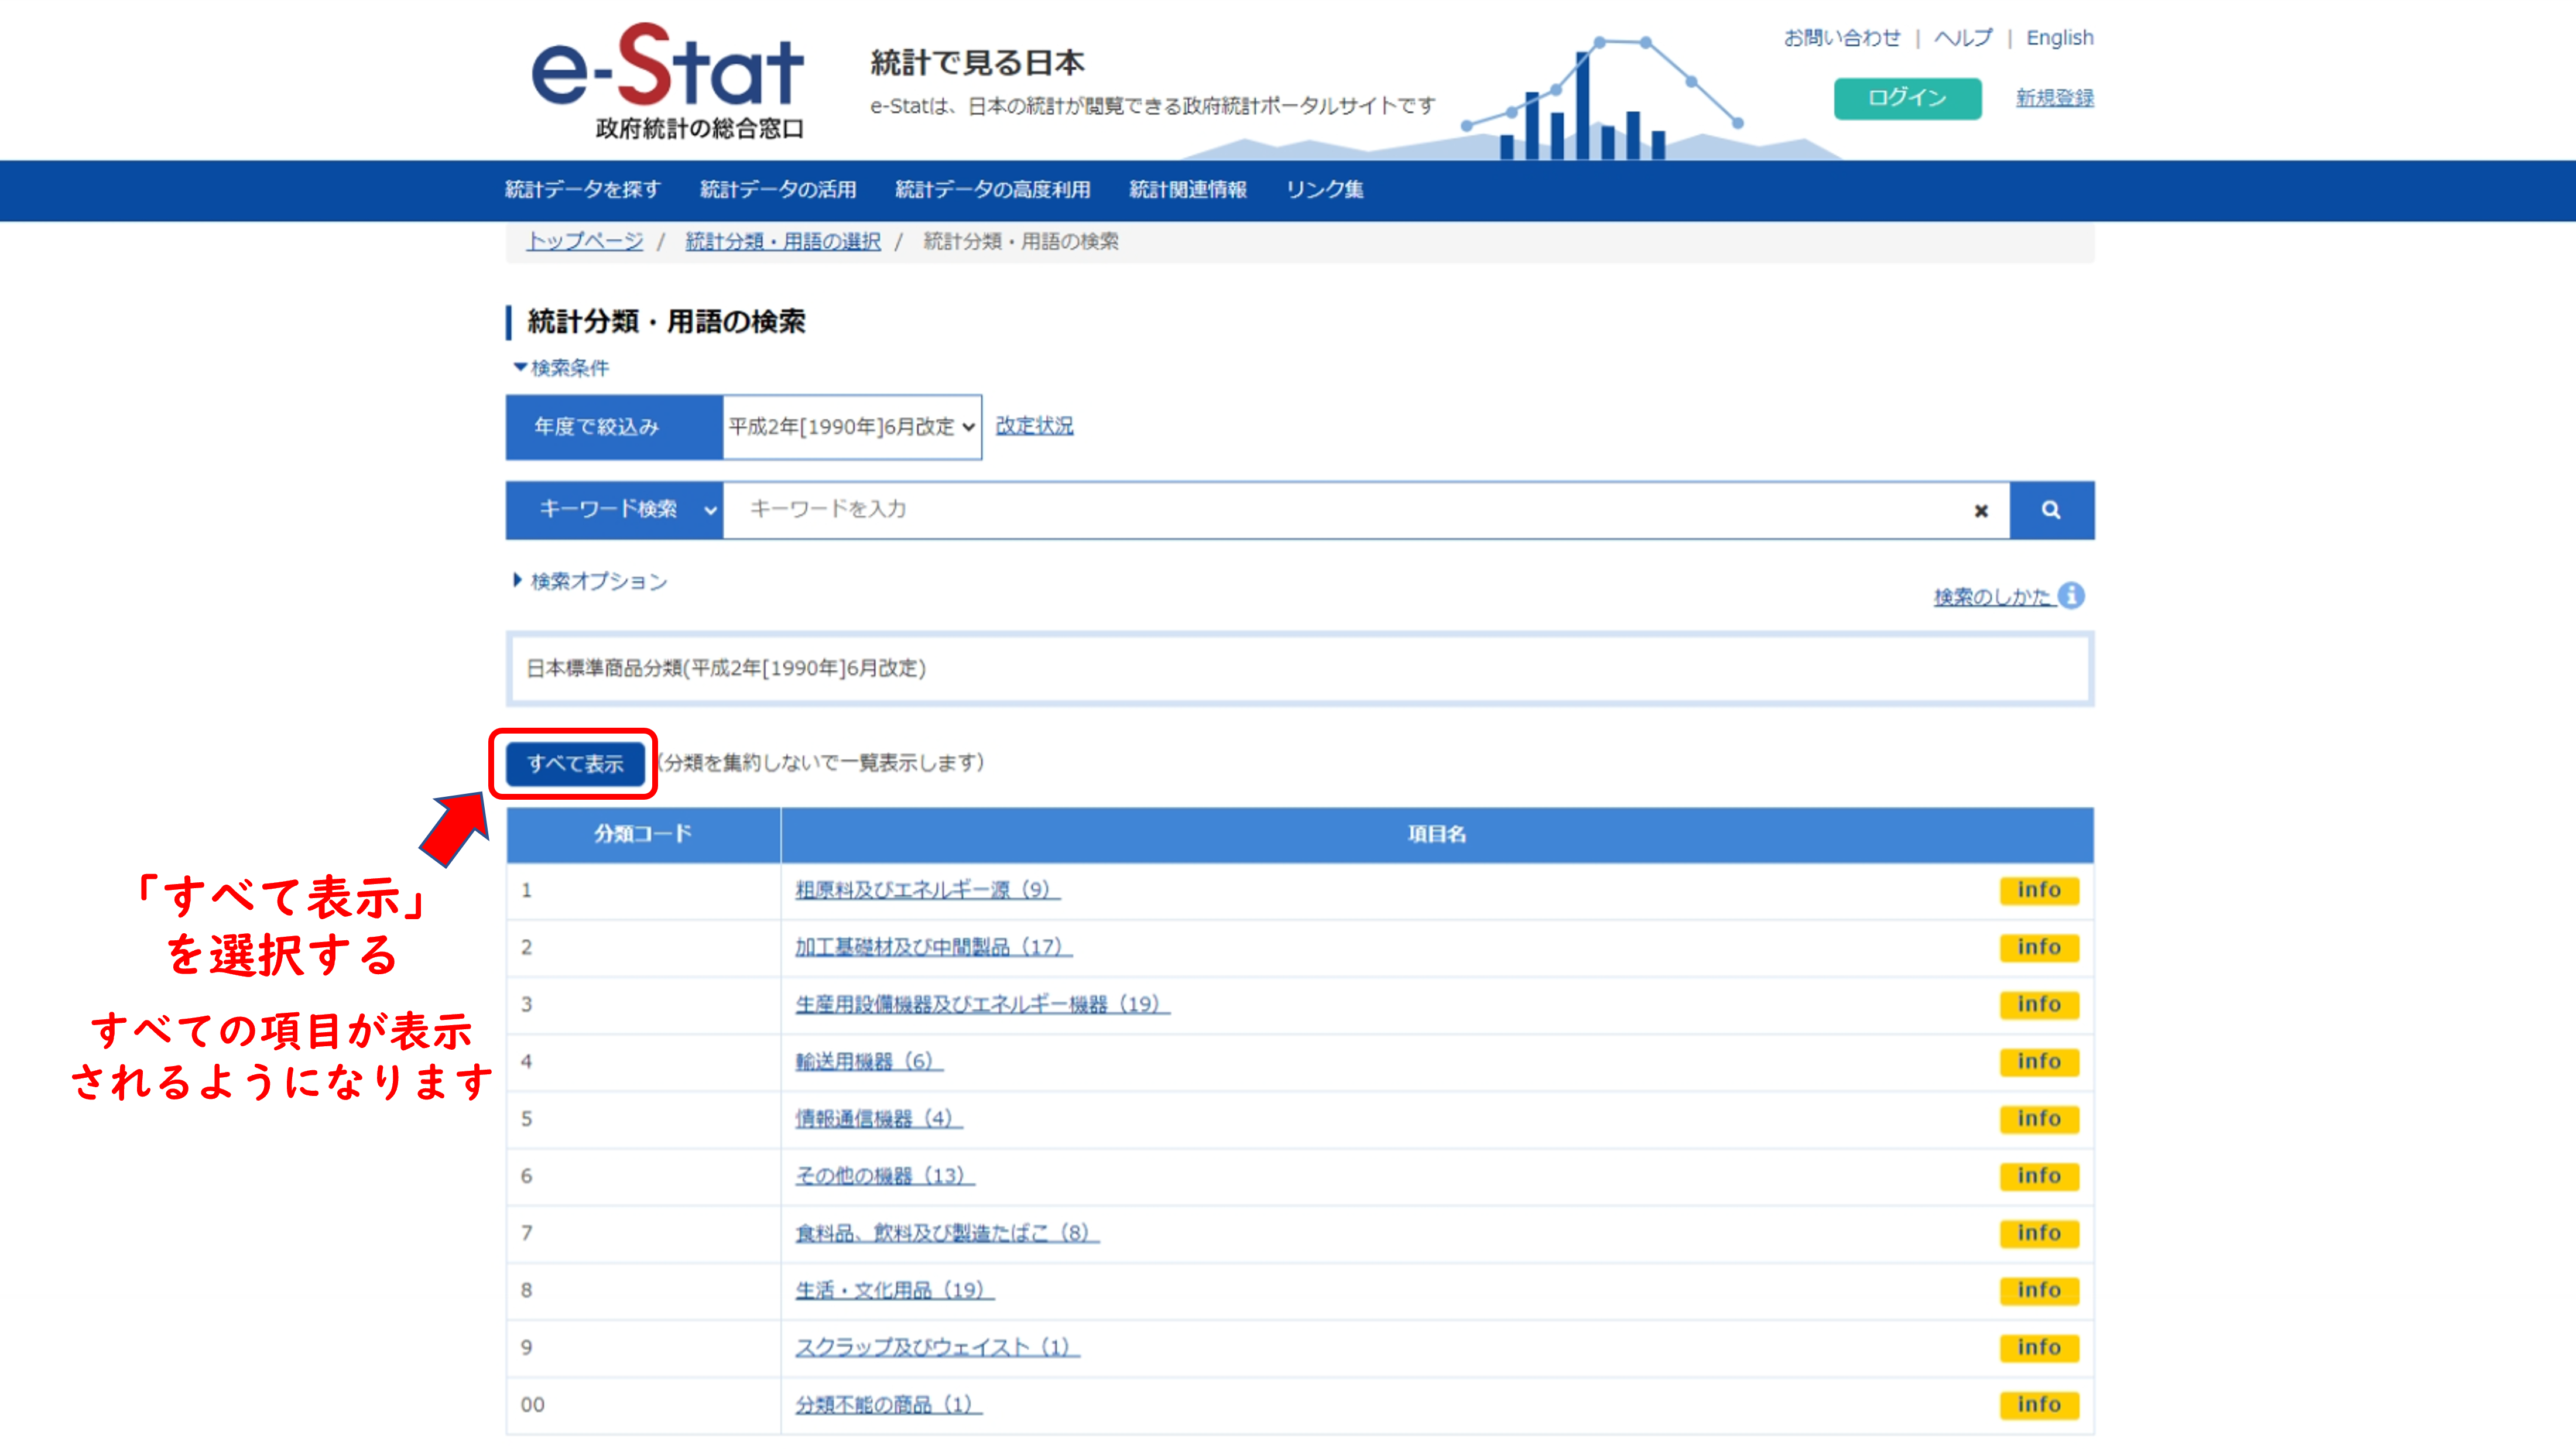 e-Stat
政府統計の総合窓口
統計で見る日本
e-Statは、日本の統計が閲覧できる政府統計ポータルサイトです
お問い合わせ | ヘルプ | English
ログイン 新規登録
統計データを探す 統計データの活用 統計データの高度利用 統計関連情報 リンク集
トップページ / 統計分類・用語の選択 / 統計分類・用語の検索
統計分類・用語の検索
検索条件
年度で絞込み 平成2年[1990年]6月改定 改定状況
キーワード検索 キーワードを入力
検索オプション
検索のしかた
日本標準商品分類(平成2年[1990年]6月改定)
すべて表示 (分類を集約しないで一覧表示します)
分類コード 項目名
1 粗原料及びエネルギー源（9） info
2 加工基礎材及び中間製品（17） info
3 生産用設備機器及びエネルギー機器（19） info
4 輸送用機器（6） info
5 情報通信機器（4） info
6 その他の機器（13） info
7 食料品、飲料及び製造たばこ（8） info
8 生活・文化用品（19） info
9 スクラップ及びウェイスト（1） info
00 分類不能の商品（1） info
「すべて表示」
を選択する
すべての項目が表示
されるようになります